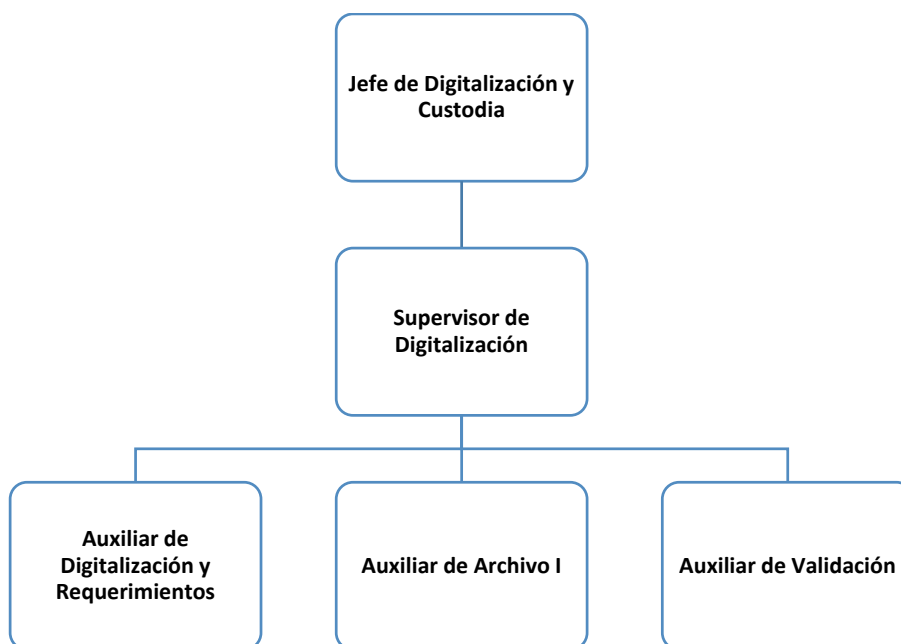 Jefe de Digitalización y
Custodia
Supervisor de
Digitalización
Auxiliar de
Digitalización y
Requerimientos
Auxiliar de Archivo I
Auxiliar de Validación